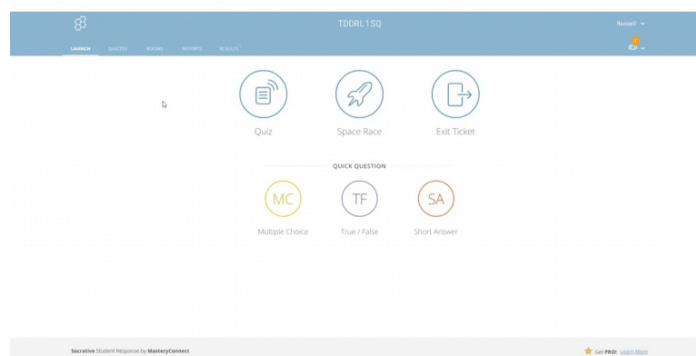 TDDRL1SQ
Russell
LAUNCH QUIZZES ROOMS REPORTS RESULTS
Quiz Space Race Exit Ticket
QUICK QUESTION
MC TF SA
Multiple Choice True / False Short Answer
Socrative Student Response by MasteryConnect
Get PRO! Learn More